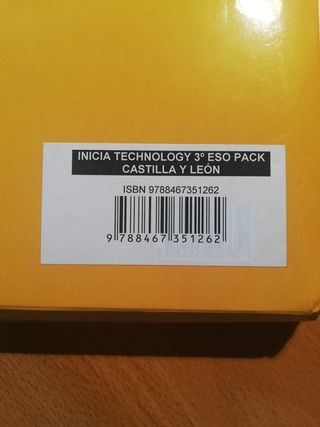 INICIA TECHNOLOGY 3º ESO PACK
CASTILLA Y LEÓN
ISBN 9788467351262
9 788467 351262